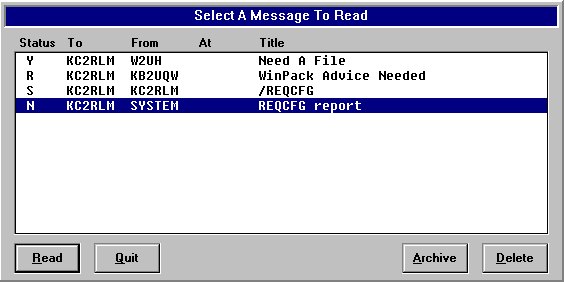 Select A Message To Read
Status To From At Title
Y KC2RLM W2UH Need A File
R KC2RLM KB2UQW WinPack Advice Needed
S KC2RLM KC2RLM /REQCFG
N KC2RLM SYSTEM REQCFG report
Read Quit Archive Delete